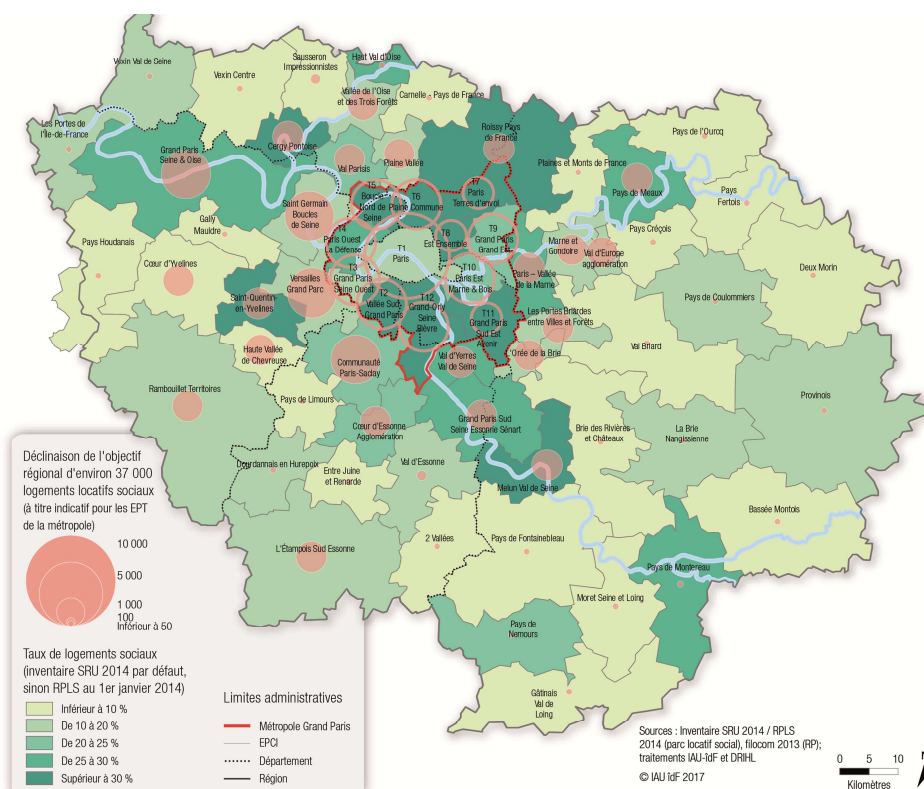 Vexin Val de Seine
Vexin Centre
Sausseron
Impressionnistes
Haut Val d'Oise
Vallée de l'Oise
et des Trois Forêts
Carnelle - Pays de France
Roissy Pays
de France
Pays de l'Ourcq
Les Portes de
l'Île-de-France
Grand Paris
Seine & Oise
Cergy Pontoise
Val Parisis
Plaine Vallée
Plaines et Monts de France
Pays de Meaux
Pays
Fertois
Saint Germain
Boucles
de Seine
T5
Boucle
Nord de
Seine
T6
Plaine Commune
T7
Paris
Terres d'envol
Gally
Mauldre
Pays Houdanais
T4
Paris Ouest
La Défense
T8
Est Ensemble
T9
Grand Paris
Grand Est
Marne et
Gondoire
Val d'Europe
agglomération
Pays Créçois
T1
Paris
Deux Morin
Cœur d'Yvelines
Versailles
Grand Parc
T3
Grand Paris
Seine Ouest
T10
Paris Est
Marne & Bois
Paris – Vallée
de la Marne
Saint-Quentin-
en-Yvelines
T2
Vallée Sud-
Grand Paris
T12
Grand-Orly
Seine
Bièvre
T11
Grand Paris
Sud Est
Avenir
Les Portes Briardes
entre Villes et Forêts
Pays de Coulommiers
Haute Vallée
de Chevreuse
Communauté
Paris-Saclay
Val d'Yerres
Val de Seine
L'Orée de la Brie
Val Briard
Rambouillet Territoires
Pays de Limours
Cœur d'Essonne
Agglomération
Grand Paris Sud
Seine Essonne Sénart
Brie des Rivières
et Châteaux
La Brie
Nangissienne
Provinois
Dourdannais en Hurepoix
Entre Juine
et Renarde
Val d'Essonne
Melun Val de Seine
Bassée Montois
L'Étampois Sud Essonne
2 Vallées
Pays de Fontainebleau
Pays de Montereau
Moret Seine et Loing
Pays de
Nemours
Gâtinais
Val de
Loing
Déclinaison de l'objectif
régional d'environ 37 000
logements locatifs sociaux
(à titre indicatif pour les EPT
de la métropole)
10 000
5 000
1 000
100
Inférieur à 50
Taux de logements sociaux
(inventaire SRU 2014 par défaut,
sinon RPLS au 1er janvier 2014)
Inférieur à 10 %
De 10 à 20 %
De 20 à 25 %
De 25 à 30 %
Supérieur à 30 %
Limites administratives
Métropole Grand Paris
EPCI
Département
Région
Sources : Inventaire SRU 2014 / RPLS
2014 (parc locatif social), filocom 2013 (RP);
traitements IAU-îdF et DRIHL
© IAU îdF 2017
0 5 10
Kilomètres